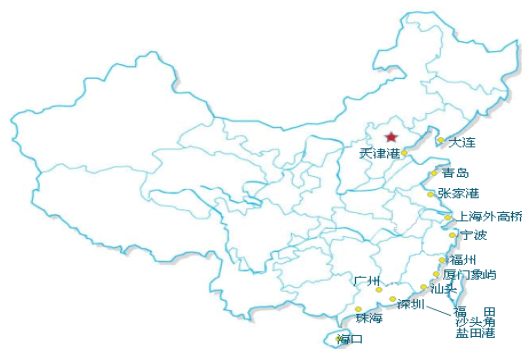 大连
天津港
青岛
张家港
上海外高桥
宁波
福州
厦门象屿
广州
汕头
深圳
福 田
沙头角
盐田港
珠海
海口